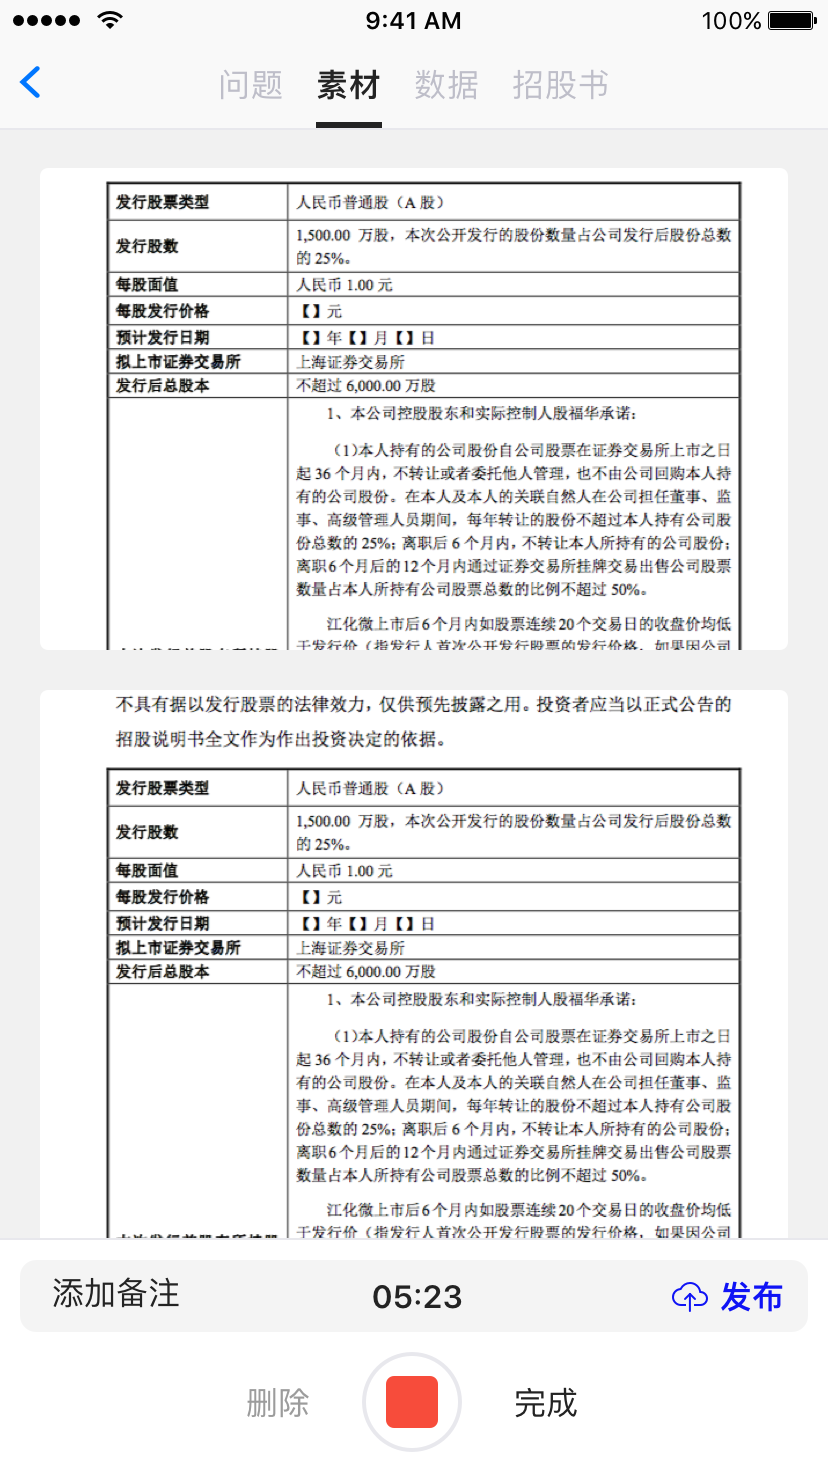 9:41 AM 100%
问题 素材 数据 招股书
发行股票类型 人民币普通股（A 股）
发行股数 1,500.00 万股，本次公开发行的股份数量占公司发行后股份总数
的 25%。
每股面值 人民币 1.00 元
每股发行价格 【】元
预计发行日期 【】年【】月【】日
拟上市证券交易所 上海证券交易所
发行后总股本 不超过 6,000.00 万股
1、本公司控股股东和实际控制人殷福华承诺：
（1）本人持有的公司股份自公司股票在证券交易所上市之日
起 36 个月内，不转让或者委托他人管理，也不由公司回购本人持
有的公司股份。在本人及本人的关联自然人在公司担任董事、监
事、高级管理人员期间，每年转让的股份不超过本人持有公司股
份总数的 25%；离职后 6 个月内，不转让本人所持有的公司股份；
离职 6 个月后的 12 个月内通过证券交易所挂牌交易出售公司股票
数量占本人所持有公司股票总数的比例不超过 50%。
江化微上市后 6 个月内如股票连续 20 个交易日的收盘价均低
于发行价（指发行人首次公开发行股票的发行价格，如果因公司
不具有据以发行股票的法律效力，仅供预先披露之用。投资者应当以正式公告的
招股说明书全文作为作出投资决定的依据。
发行股票类型 人民币普通股（A 股）
发行股数 1,500.00 万股，本次公开发行的股份数量占公司发行后股份总数
的 25%。
每股面值 人民币 1.00 元
每股发行价格 【】元
预计发行日期 【】年【】月【】日
拟上市证券交易所 上海证券交易所
发行后总股本 不超过 6,000.00 万股
1、本公司控股股东和实际控制人殷福华承诺：
（1）本人持有的公司股份自公司股票在证券交易所上市之日
起 36 个月内，不转让或者委托他人管理，也不由公司回购本人持
有的公司股份。在本人及本人的关联自然人在公司担任董事、监
事、高级管理人员期间，每年转让的股份不超过本人持有公司股
份总数的 25%；离职后 6 个月内，不转让本人所持有的公司股份；
离职 6 个月后的 12 个月内通过证券交易所挂牌交易出售公司股票
数量占本人所持有公司股票总数的比例不超过 50%。
江化微上市后 6 个月内如股票连续 20 个交易日的收盘价均低
于发行价（指发行人首次公开发行股票的发行价格，如果因公司
添加备注 05:23 发布
删除 完成